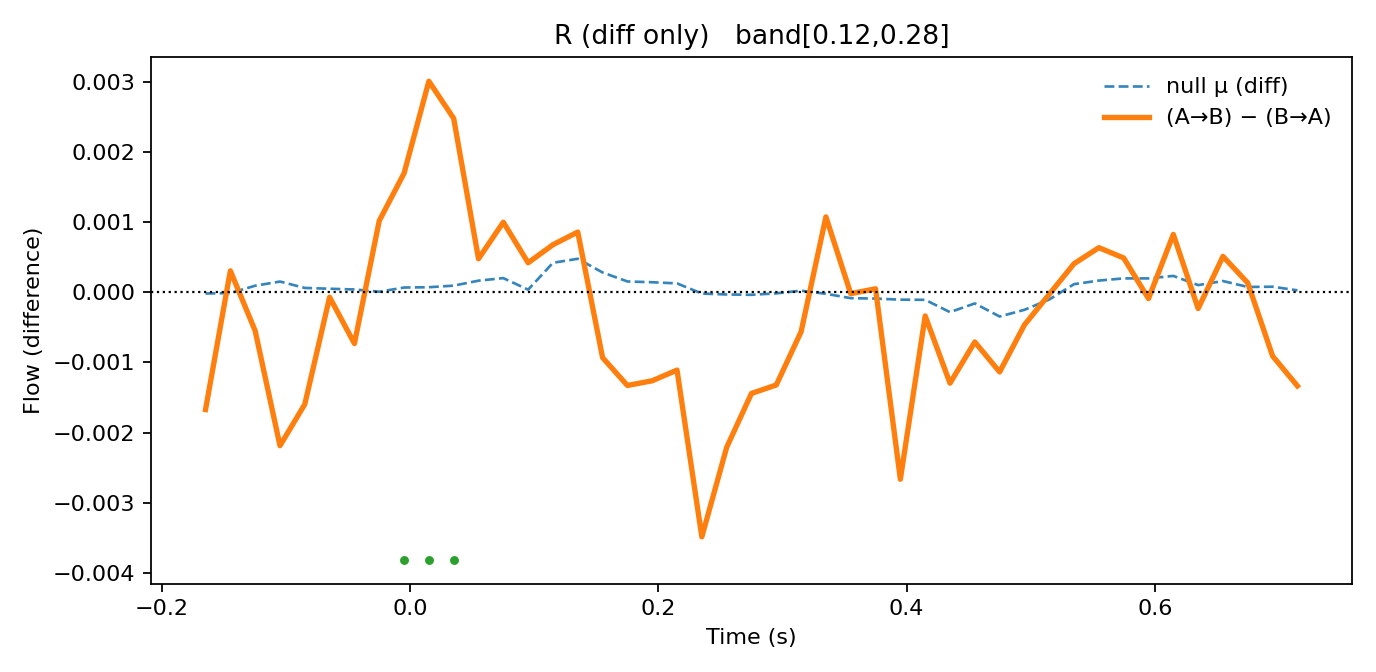 R (diff only)   band[0.12,0.28]
null μ (diff)
(A→B) − (B→A)
Flow (difference)
0.003
0.002
0.001
0.000
−0.001
−0.002
−0.003
−0.004
−0.2
0.0
0.2
0.4
0.6
Time (s)